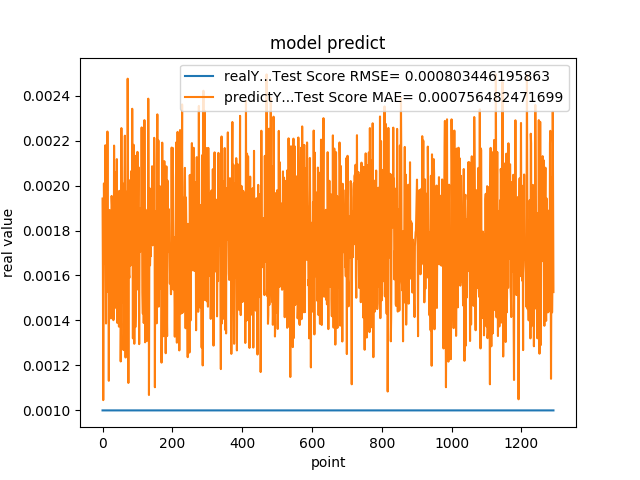 model predict
realY...Test Score RMSE= 0.000803446195863
predictY...Test Score MAE= 0.000756482471699
0.0024
0.0022
0.0020
0.0018
0.0016
0.0014
0.0012
0.0010
real value
0 200 400 600 800 1000 1200
point